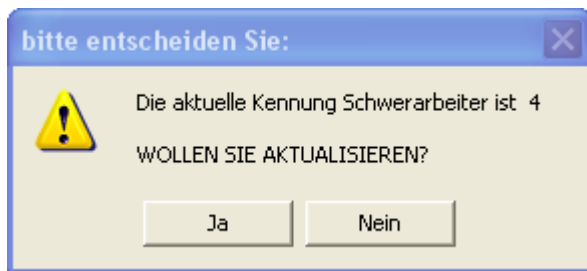 bitte entscheiden Sie:
Die aktuelle Kennung Schwerarbeiter ist  4
WOLLEN SIE AKTUALISIEREN?
Ja
Nein